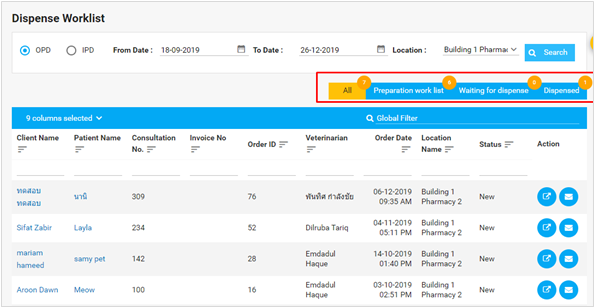 Dispense Worklist
OPD IPD From Date : 18-09-2019 To Date : 26-12-2019 Location : Building 1 Pharmac Search
All 7 Preparation work list 6 Waiting for dispense 0 Dispensed 1
9 columns selected Global Filter
Client Name Patient Name Consultation No. Invoice No Order ID Veterinarian Order Date Location Name Status Action
ทดสอบ ทดสอบ นานิ 309 76 พันทิศ กำลังชัย 06-12-2019 09:35 AM Building 1 Pharmacy 2 New
Sifat Zabir Layla 234 52 Dilruba Tariq 04-11-2019 05:11 PM Building 1 Pharmacy 2 New
mariam hameed samy pet 142 28 Emdadul Haque 14-10-2019 01:40 PM Building 1 Pharmacy 2 New
Aroon Dawn Meow 100 16 Emdadul Haque 03-10-2019 02:51 PM Building 1 Pharmacy 2 New